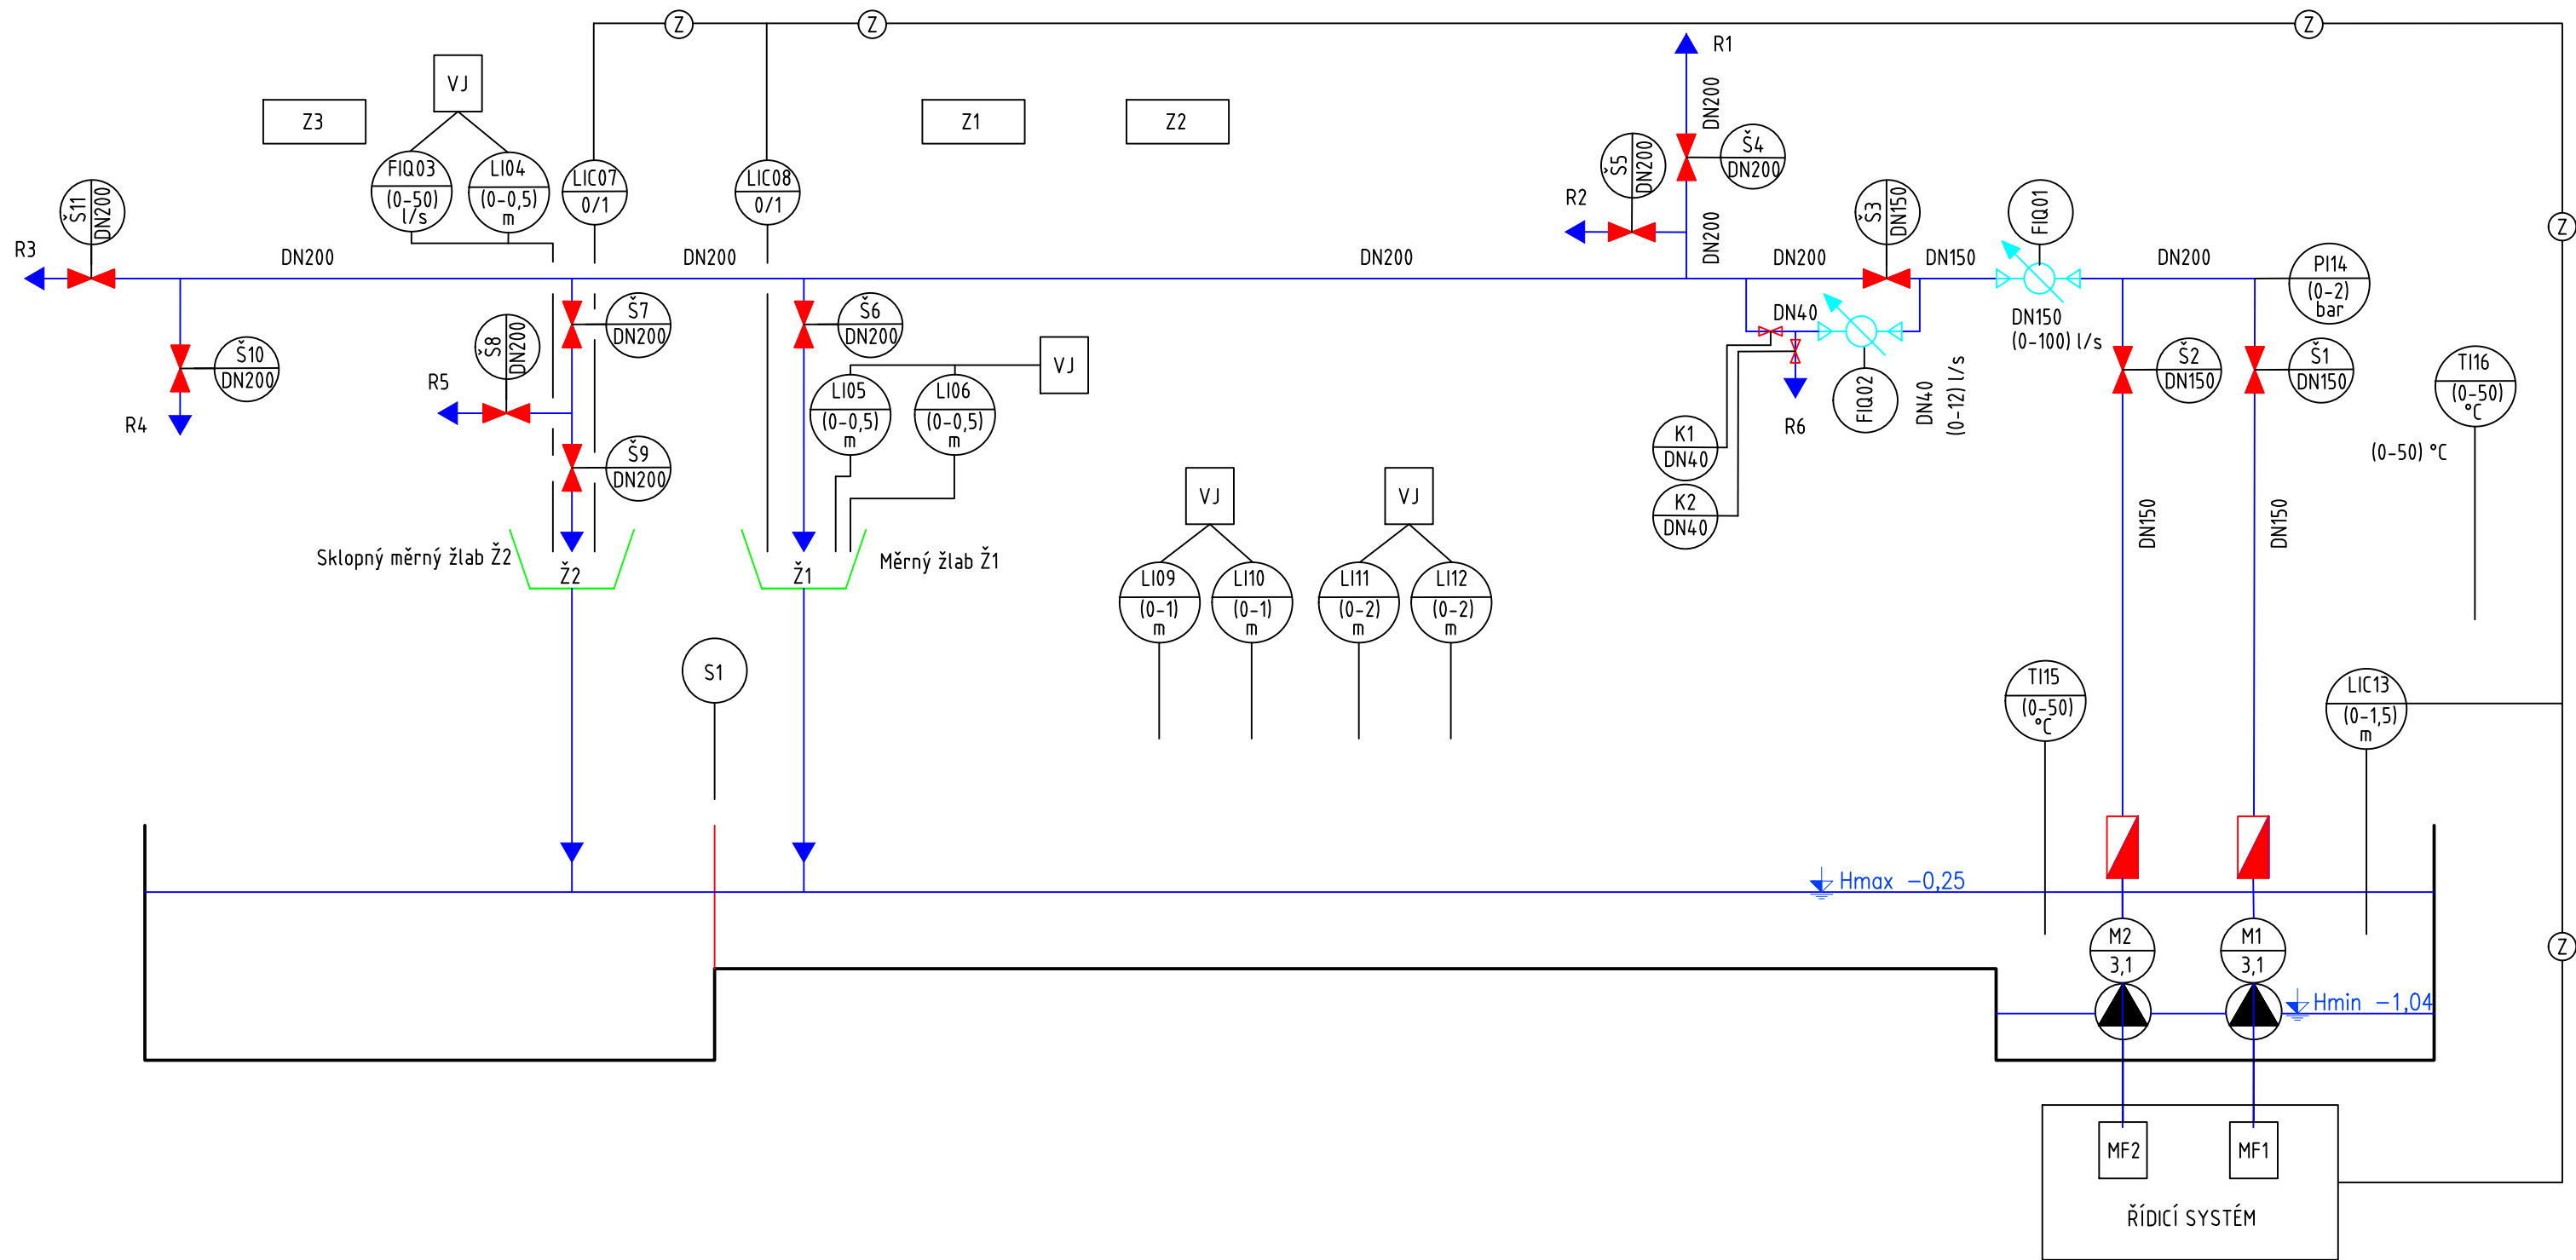 Z
Z
Z
R1
VJ
Z3
Z1
Z2
DN200
Š4
DN200
Š5
DN200
FIQ03
(0-50)
l/s
LI04
(0-0,5)
m
LIC07
0/1
LIC08
0/1
R2
Š3
DN150
FIQ01
Š11
DN200
Z
R3
DN200
DN200
DN200
DN200
DN200
DN150
DN200
PI14
(0-2)
bar
Š7
DN200
Š6
DN200
DN40
DN150
(0-100) l/s
Š8
DN200
Š10
DN200
VJ
Š2
DN150
Š1
DN150
TI16
(0-50)
°C
R5
LI05
(0-0,5)
m
LI06
(0-0,5)
m
FIQ02
DN40
(0-12) l/s
R4
R6
K1
DN40
(0-50) °C
Š9
DN200
VJ
VJ
K2
DN40
DN150
DN150
Sklopný měrný žlab Ž2
Ž2
Ž1
Měrný žlab Ž1
LI09
(0-1)
m
LI10
(0-1)
m
LI11
(0-2)
m
LI12
(0-2)
m
S1
TI15
(0-50)
°C
LIC13
(0-1,5)
m
Hmax -0,25
M2
3,1
M1
3,1
Z
Hmin -1,04
MF2
MF1
ŘÍDICÍ SYSTÉM